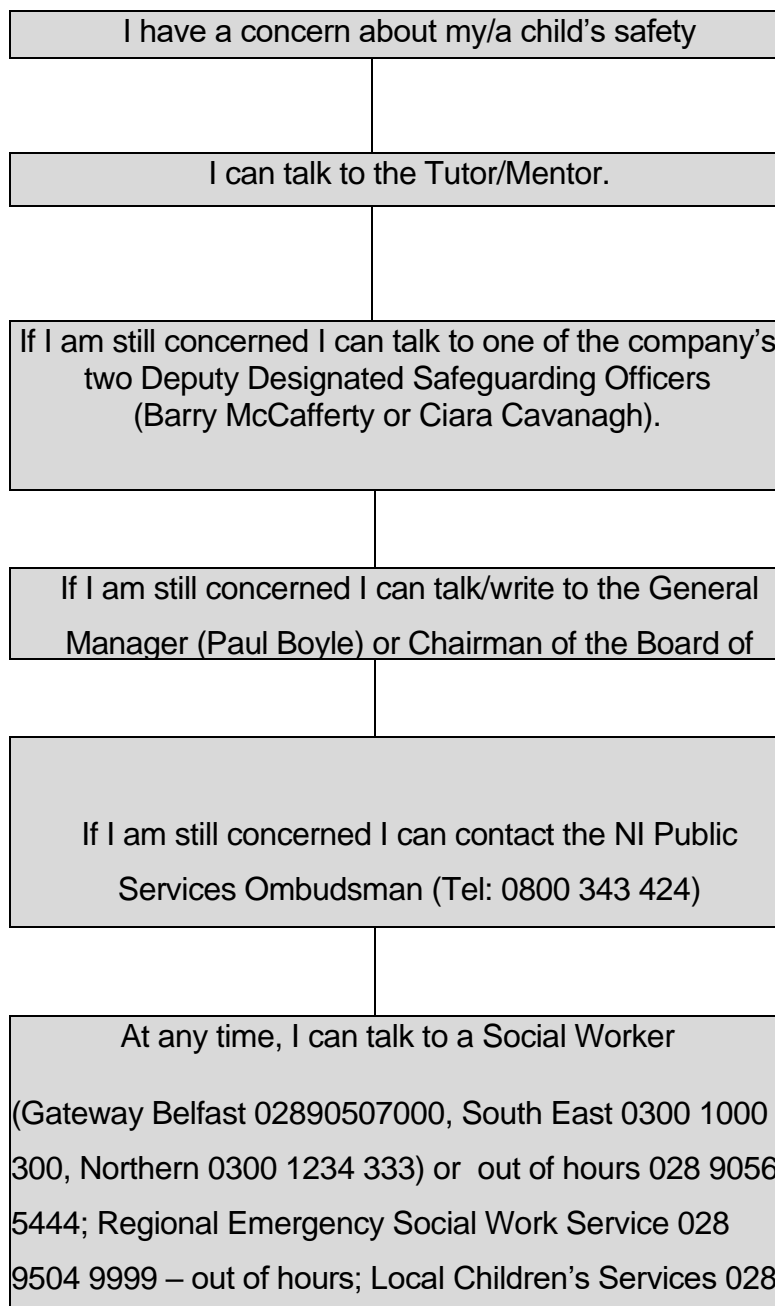 I have a concern about my/a child’s safety
I can talk to the Tutor/Mentor.
If I am still concerned I can talk to one of the company’s
two Deputy Designated Safeguarding Officers
(Barry McCafferty or Ciara Cavanagh).
If I am still concerned I can talk/write to the General
Manager (Paul Boyle) or Chairman of the Board of
If I am still concerned I can contact the NI Public
Services Ombudsman (Tel: 0800 343 424)
At any time, I can talk to a Social Worker
(Gateway Belfast 02890507000, South East 0300 1000
300, Northern 0300 1234 333) or  out of hours 028 9056
5444; Regional Emergency Social Work Service 028
9504 9999 – out of hours; Local Children’s Services 028